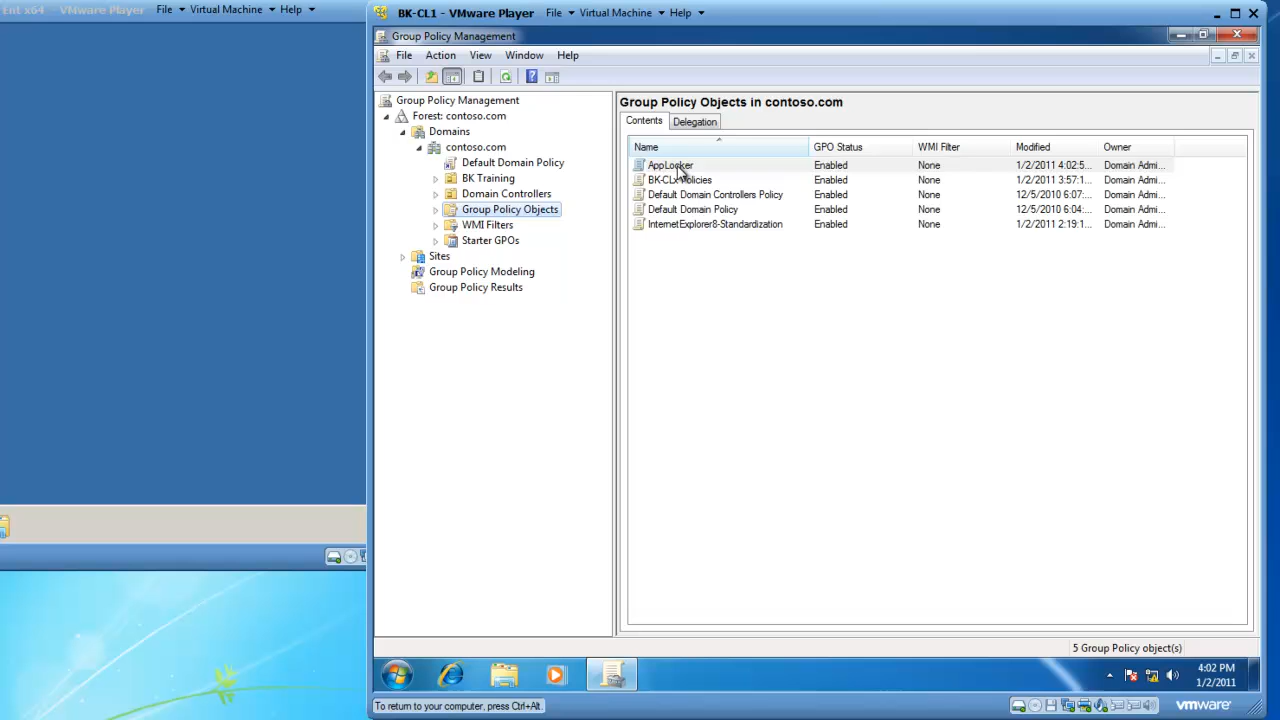 Ent x64 - VMware Player File Virtual Machine Help
BK-CL1 - VMware Player File Virtual Machine Help
Group Policy Management
File Action View Window Help
Group Policy Management
Forest: contoso.com
Domains
contoso.com
Default Domain Policy
BK Training
Domain Controllers
Group Policy Objects
WMI Filters
Starter GPOs
Sites
Group Policy Modeling
Group Policy Results
Group Policy Objects in contoso.com
Contents Delegation
Name GPO Status WMI Filter Modified Owner
AppLocker Enabled None 1/2/2011 4:02:5... Domain Admi...
BK-CLx Policies Enabled None 1/2/2011 3:57:1... Domain Admi...
Default Domain Controllers Policy Enabled None 12/5/2010 6:07:... Domain Admi...
Default Domain Policy Enabled None 12/5/2010 6:04:... Domain Admi...
InternetExplorer8-Standardization Enabled None 1/2/2011 2:19:1... Domain Admi...
5 Group Policy object(s)
4:02 PM
1/2/2011
To return to your computer, press Ctrl+Alt.
vmware